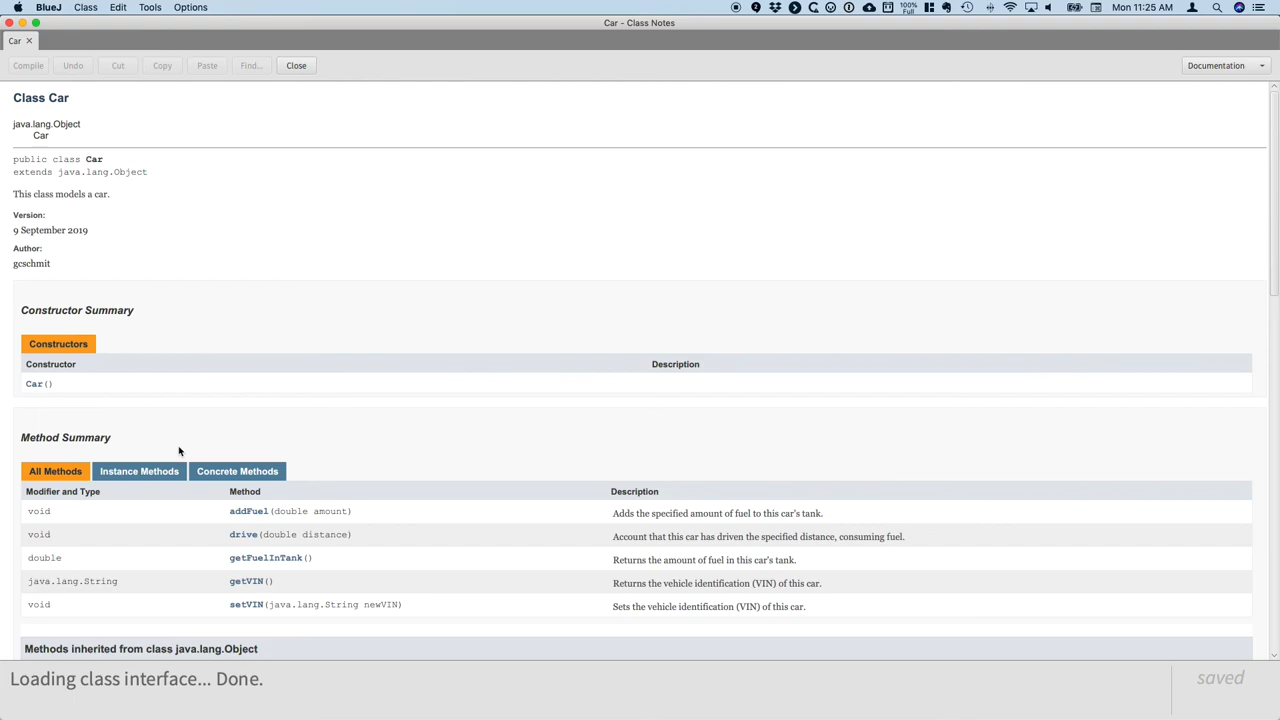 BlueJ Class Edit Tools Options 100% Full Mon 11:25 AM
Car - Class Notes
Car
Compile Undo Cut Copy Paste Find... Close Documentation
Class Car
java.lang.Object
Car
public class Car
extends java.lang.Object
This class models a car.
Version:
9 September 2019
Author:
gcschmit
Constructor Summary
Constructors
Constructor Description
Car()
Method Summary
All Methods Instance Methods Concrete Methods
Modifier and Type Method Description
void addFuel(double amount) Adds the specified amount of fuel to this car's tank.
void drive(double distance) Account that this car has driven the specified distance, consuming fuel.
double getFuelInTank() Returns the amount of fuel in this car's tank.
java.lang.String getVIN() Returns the vehicle identification (VIN) of this car.
void setVIN(java.lang.String newVIN) Sets the vehicle identification (VIN) of this car.
Methods inherited from class java.lang.Object
Loading class interface... Done. saved